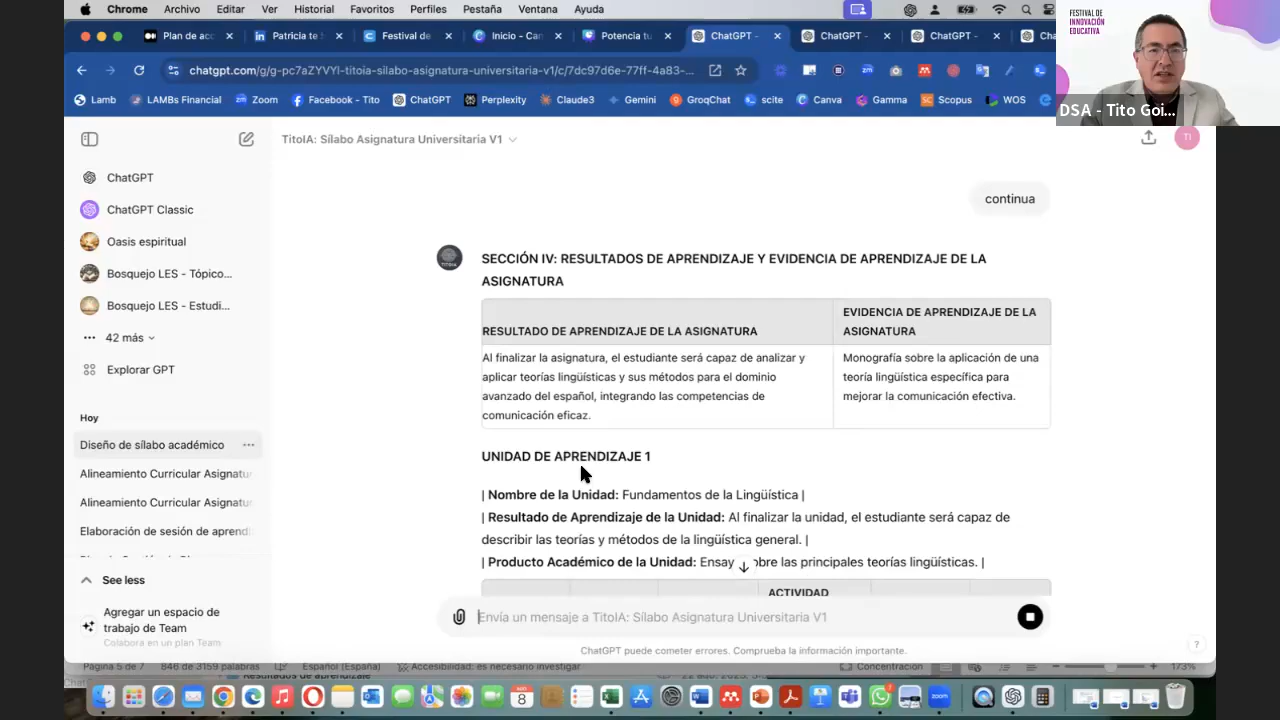 Chrome Archivo Editar Ver Historial Favoritos Perfiles Pestaña Ventana Ayuda
Plan de acc
Patricia te h
Festival de
Inicio - Can
Potencia tu
ChatGPT -
ChatGPT -
ChatGPT -
chatgpt.com/g/g-pc7aZYVYl-titoia-silabo-asignatura-universitaria-v1/c/7dc97d6e-77ff-4a83-...
Lamb LAMBs Financial Zoom Facebook - Tito ChatGPT Perplexity Claude3 Gemini GroqChat scite Canva Gamma Scopus WOS
FESTIVAL DE
INNOVACIÓN
EDUCATIVA
DSA - Tito Goi...
TitoIA: Sílabo Asignatura Universitaria V1
TI
ChatGPT
ChatGPT Classic
Oasis espiritual
Bosquejo LES - Tópico...
Bosquejo LES - Estudi...
42 más
Explorar GPT
Hoy
Diseño de sílabo académico
Alineamiento Curricular Asignatur
Alineamiento Curricular Asignatur
Elaboración de sesión de aprendi
See less
Agregar un espacio de
trabajo de Team
Colabora en un plan Team
continua
SECCIÓN IV: RESULTADOS DE APRENDIZAJE Y EVIDENCIA DE APRENDIZAJE DE LA
ASIGNATURA
RESULTADO DE APRENDIZAJE DE LA ASIGNATURA
EVIDENCIA DE APRENDIZAJE DE LA
ASIGNATURA
Al finalizar la asignatura, el estudiante será capaz de analizar y
aplicar teorías lingüísticas y sus métodos para el dominio
avanzado del español, integrando las competencias de
comunicación eficaz.
Monografía sobre la aplicación de una
teoría lingüística específica para
mejorar la comunicación efectiva.
UNIDAD DE APRENDIZAJE 1
| Nombre de la Unidad: Fundamentos de la Lingüística |
| Resultado de Aprendizaje de la Unidad: Al finalizar la unidad, el estudiante será capaz de
describir las teorías y métodos de la lingüística general. |
| Producto Académico de la Unidad: Ensay obre las principales teorías lingüísticas. |
ACTIVIDAD
Envía un mensaje a TitoIA: Sílabo Asignatura Universitaria V1
ChatGPT puede cometer errores. Comprueba la información importante.
?
Página 5 de 7 846 de 3159 palabras Español (España) Accesibilidad: es necesario investigar Concentración 173%